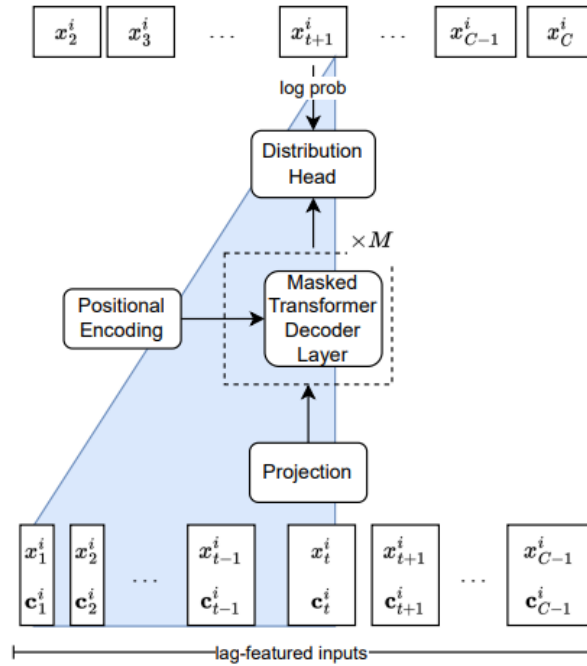 x_2^i x_3^i … x_{t+1}^i … x_{C-1}^i x_C^i
log prob
Distribution
Head
×M
Masked
Transformer
Decoder
Layer
Positional
Encoding
Projection
x_1^i x_2^i x_{t-1}^i x_t^i x_{t+1}^i x_{C-1}^i
… …
c_1^i c_2^i c_{t-1}^i c_t^i c_{t+1}^i c_{C-1}^i
lag-featured inputs